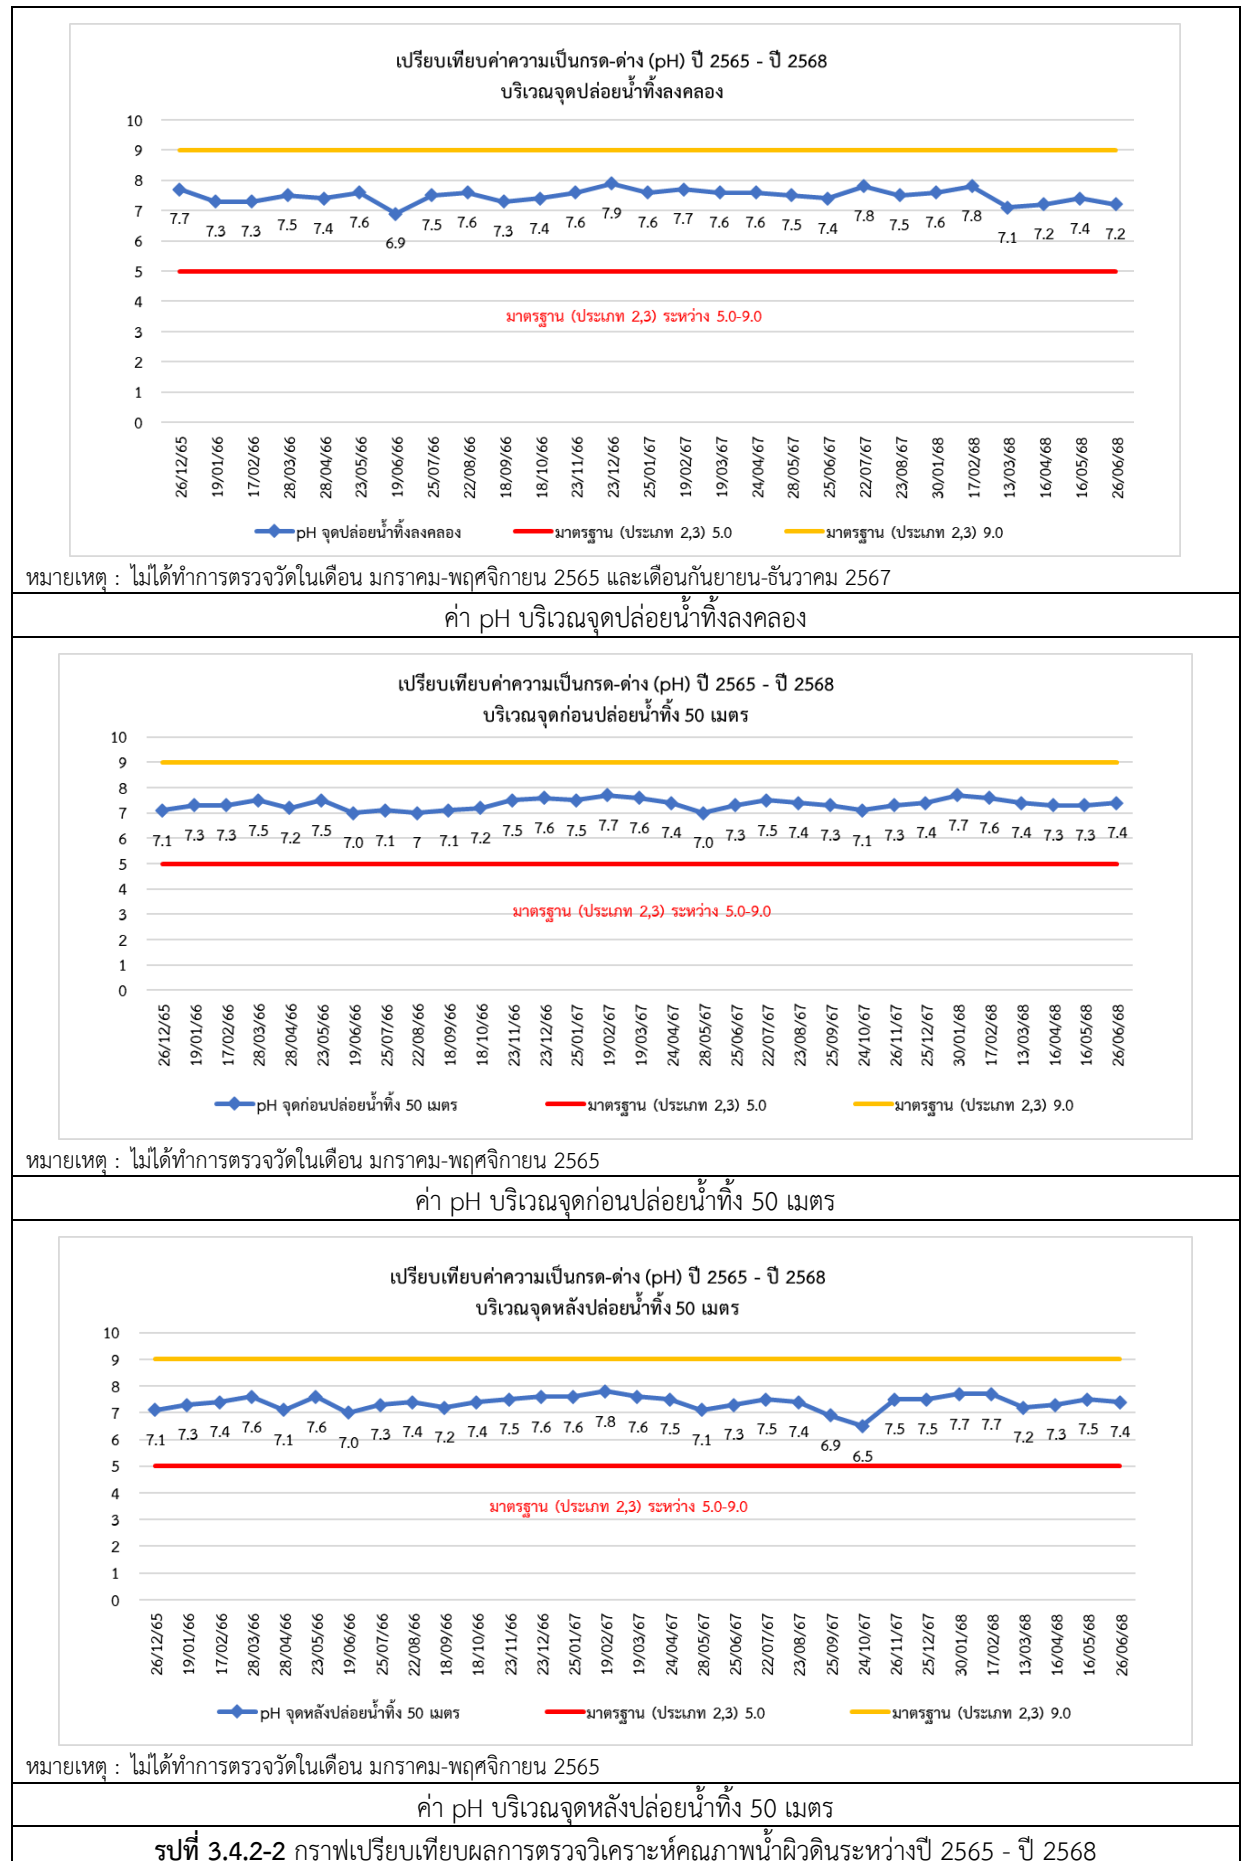 เปรียบเทียบค่าความเป็นกรด-ด่าง (pH) ปี 2565 - ปี 2568
บริเวณจุดปล่อยน้ำทิ้งลงคลอง
10
9
8
7
6
5
4
3
2
1
0
7.7 7.3 7.3 7.5 7.4 7.6 6.9 7.5 7.6 7.3 7.4 7.6 7.9 7.6 7.7 7.6 7.6 7.5 7.4 7.8 7.5 7.6 7.8 7.1 7.2 7.4 7.2
มาตรฐาน (ประเภท 2,3) ระหว่าง 5.0-9.0
26/12/65 19/01/66 17/02/66 28/03/66 28/04/66 23/05/66 19/06/66 25/07/66 22/08/66 18/09/66 18/10/66 23/11/66 23/12/66 25/01/67 19/02/67 19/03/67 24/04/67 28/05/67 25/06/67 22/07/67 23/08/67 30/01/68 17/02/68 13/03/68 16/04/68 16/05/68 26/06/68
pH จุดปล่อยน้ำทิ้งลงคลอง มาตรฐาน (ประเภท 2,3) 5.0 มาตรฐาน (ประเภท 2,3) 9.0
หมายเหตุ : ไม่ได้ทำการตรวจวัดในเดือน มกราคม-พฤศจิกายน 2565 และเดือนกันยายน-ธันวาคม 2567
ค่า pH บริเวณจุดปล่อยน้ำทิ้งลงคลอง
เปรียบเทียบค่าความเป็นกรด-ด่าง (pH) ปี 2565 - ปี 2568
บริเวณจุดก่อนปล่อยน้ำทิ้ง 50 เมตร
10
9
8
7
6
5
4
3
2
1
0
7.1 7.3 7.3 7.5 7.2 7.5 7.0 7.1 7 7.1 7.2 7.5 7.6 7.5 7.7 7.6 7.4 7.0 7.3 7.5 7.4 7.3 7.1 7.3 7.4 7.7 7.6 7.4 7.3 7.3 7.4
มาตรฐาน (ประเภท 2,3) ระหว่าง 5.0-9.0
26/12/65 19/01/66 17/02/66 28/03/66 28/04/66 23/05/66 19/06/66 25/07/66 22/08/66 18/09/66 18/10/66 23/11/66 23/12/66 25/01/67 19/02/67 19/03/67 24/04/67 28/05/67 25/06/67 22/07/67 23/08/67 25/09/67 24/10/67 26/11/67 25/12/67 30/01/68 17/02/68 13/03/68 16/04/68 16/05/68 26/06/68
pH จุดก่อนปล่อยน้ำทิ้ง 50 เมตร มาตรฐาน (ประเภท 2,3) 5.0 มาตรฐาน (ประเภท 2,3) 9.0
หมายเหตุ : ไม่ได้ทำการตรวจวัดในเดือน มกราคม-พฤศจิกายน 2565
ค่า pH บริเวณจุดก่อนปล่อยน้ำทิ้ง 50 เมตร
เปรียบเทียบค่าความเป็นกรด-ด่าง (pH) ปี 2565 - ปี 2568
บริเวณจุดหลังปล่อยน้ำทิ้ง 50 เมตร
10
9
8
7
6
5
4
3
2
1
0
7.1 7.3 7.4 7.6 7.1 7.6 7.0 7.3 7.4 7.2 7.4 7.5 7.6 7.6 7.8 7.6 7.5 7.1 7.3 7.5 7.4 6.9 6.5 7.5 7.5 7.7 7.7 7.2 7.3 7.5 7.4
มาตรฐาน (ประเภท 2,3) ระหว่าง 5.0-9.0
26/12/65 19/01/66 17/02/66 28/03/66 28/04/66 23/05/66 19/06/66 25/07/66 22/08/66 18/09/66 18/10/66 23/11/66 23/12/66 25/01/67 19/02/67 19/03/67 24/04/67 28/05/67 25/06/67 22/07/67 23/08/67 25/09/67 24/10/67 26/11/67 25/12/67 30/01/68 17/02/68 13/03/68 16/04/68 16/05/68 26/06/68
pH จุดหลังปล่อยน้ำทิ้ง 50 เมตร มาตรฐาน (ประเภท 2,3) 5.0 มาตรฐาน (ประเภท 2,3) 9.0
หมายเหตุ : ไม่ได้ทำการตรวจวัดในเดือน มกราคม-พฤศจิกายน 2565
ค่า pH บริเวณจุดหลังปล่อยน้ำทิ้ง 50 เมตร
รูปที่ 3.4.2-2 กราฟเปรียบเทียบผลการตรวจวิเคราะห์คุณภาพน้ำผิวดินระหว่างปี 2565 - ปี 2568